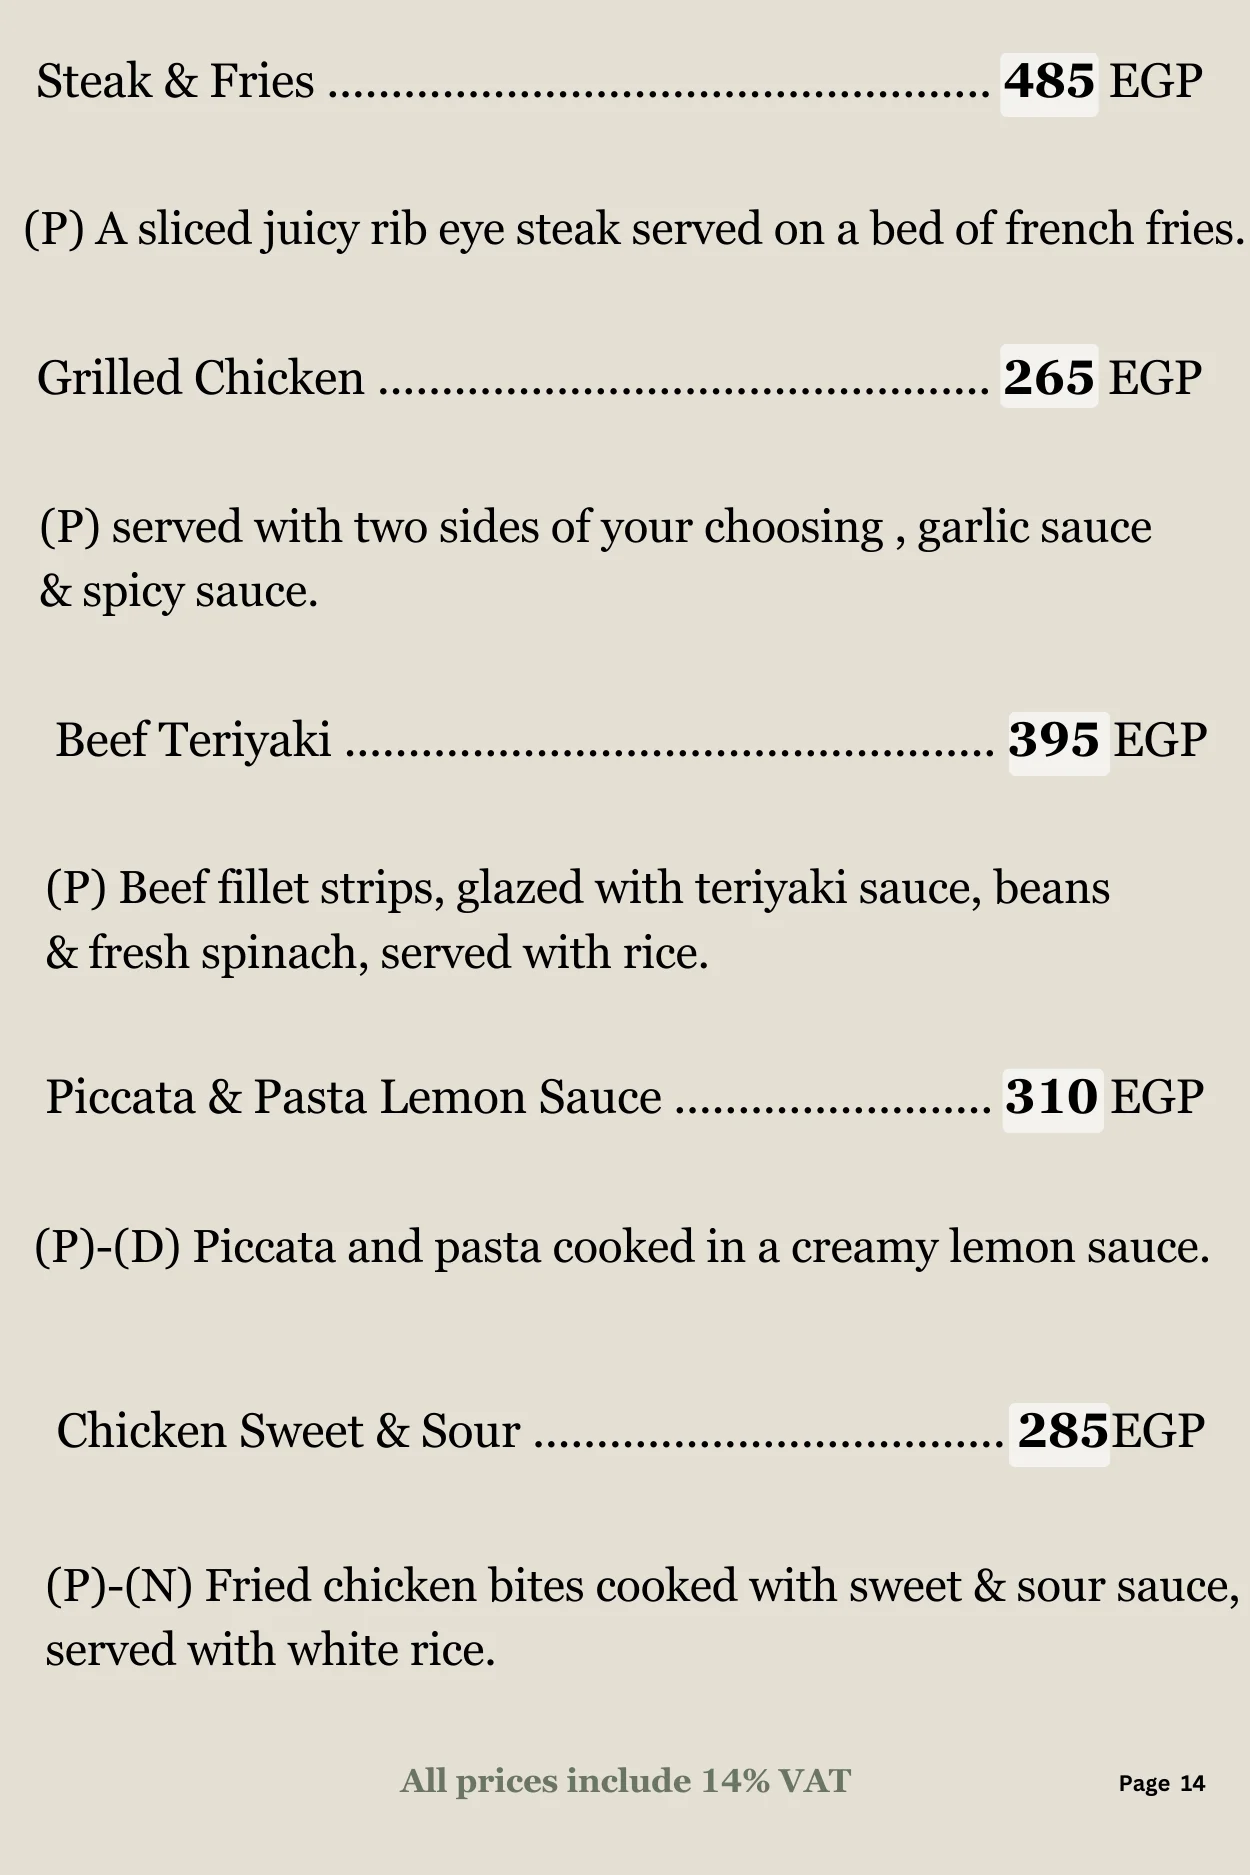 Steak & Fries .................................................... 485 EGP
(P) A sliced juicy rib eye steak served on a bed of french fries.
Grilled Chicken ................................................ 265 EGP
(P) served with two sides of your choosing , garlic sauce
& spicy sauce.
Beef Teriyaki ................................................... 395 EGP
(P) Beef fillet strips, glazed with teriyaki sauce, beans
& fresh spinach, served with rice.
Piccata & Pasta Lemon Sauce ......................... 310 EGP
(P)-(D) Piccata and pasta cooked in a creamy lemon sauce.
Chicken Sweet & Sour ..................................... 285EGP
(P)-(N) Fried chicken bites cooked with sweet & sour sauce,
served with white rice.
All prices include 14% VAT
Page 14